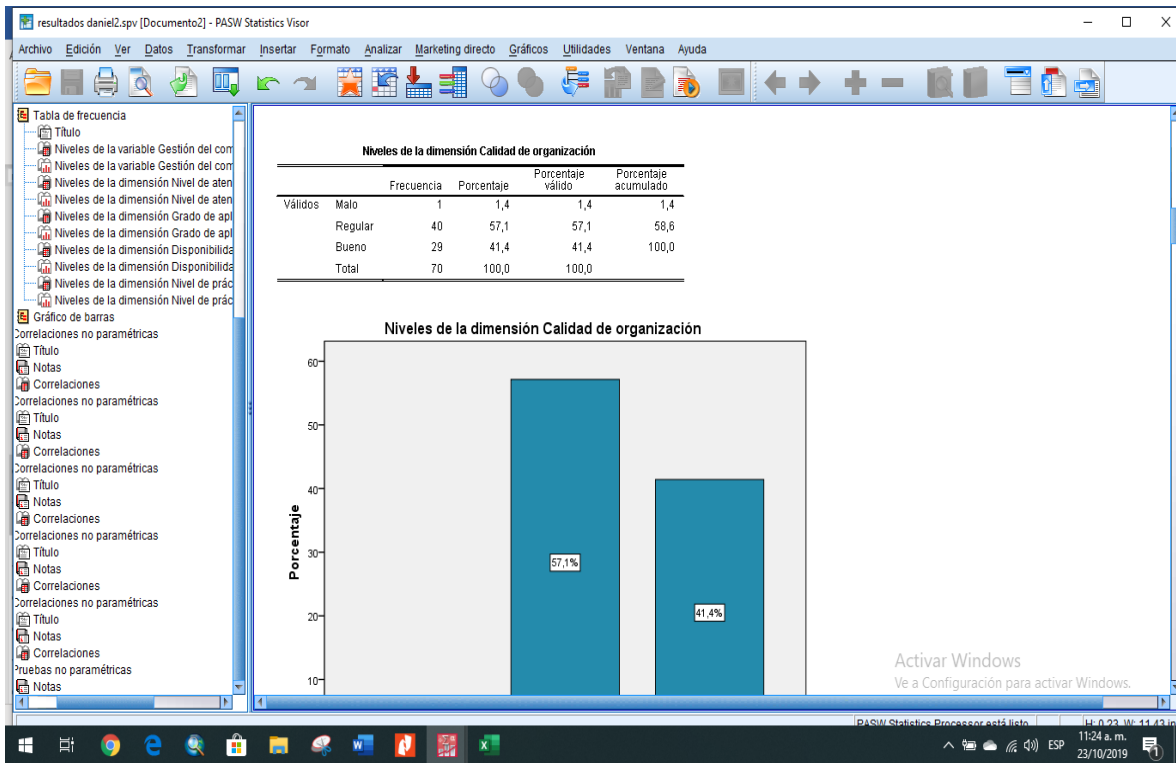 resultados daniel2.spv [Documento2] - PASW Statistics Visor
Archivo Edición Ver Datos Transformar Insertar Formato Analizar Marketing directo Gráficos Utilidades Ventana Ayuda
Tabla de frecuencia
Título
Niveles de la variable Gestión del com
Niveles de la variable Gestión del com
Niveles de la dimensión Nivel de aten
Niveles de la dimensión Nivel de aten
Niveles de la dimensión Grado de apl
Niveles de la dimensión Grado de apl
Niveles de la dimensión Disponibilida
Niveles de la dimensión Disponibilida
Niveles de la dimensión Nivel de prác
Niveles de la dimensión Nivel de prác
Gráfico de barras
Correlaciones no paramétricas
Título
Notas
Correlaciones
Correlaciones no paramétricas
Título
Notas
Correlaciones
Correlaciones no paramétricas
Título
Notas
Correlaciones
Correlaciones no paramétricas
Título
Notas
Correlaciones
Correlaciones no paramétricas
Título
Notas
Correlaciones
Pruebas no paramétricas
Notas
Niveles de la dimensión Calidad de organización
Frecuencia Porcentaje Porcentaje válido Porcentaje acumulado
Válidos Malo 1 1,4 1,4 1,4
Regular 40 57,1 57,1 58,6
Bueno 29 41,4 41,4 100,0
Total 70 100,0 100,0
Niveles de la dimensión Calidad de organización
Porcentaje
60
50
40
30
20
10
57,1%
41,4%
Activar Windows
Ve a Configuración para activar Windows.
PASW Statistics Processor está listo H: 0.23, W: 11.43 in
ESP
11:24 a. m.
23/10/2019
1